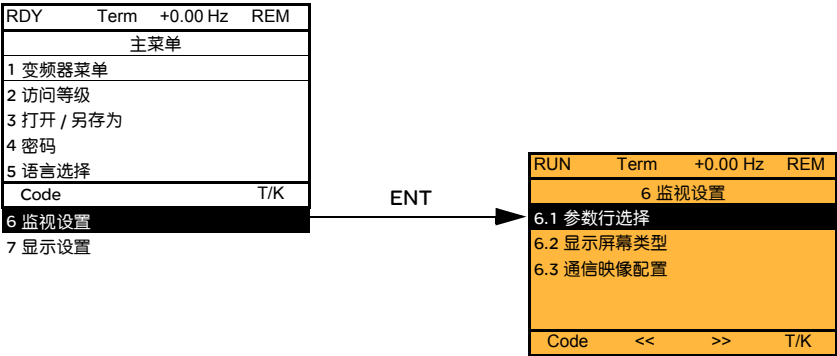 RDY Term +0.00 Hz REM
主菜单
1 变频器菜单
2 访问等级
3 打开 / 另存为
4 密码
5 语言选择
Code T/K
6 监视设置
7 显示设置
ENT
RUN Term +0.00 Hz REM
6 监视设置
6.1 参数行选择
6.2 显示屏幕类型
6.3 通信映像配置
Code << >> T/K